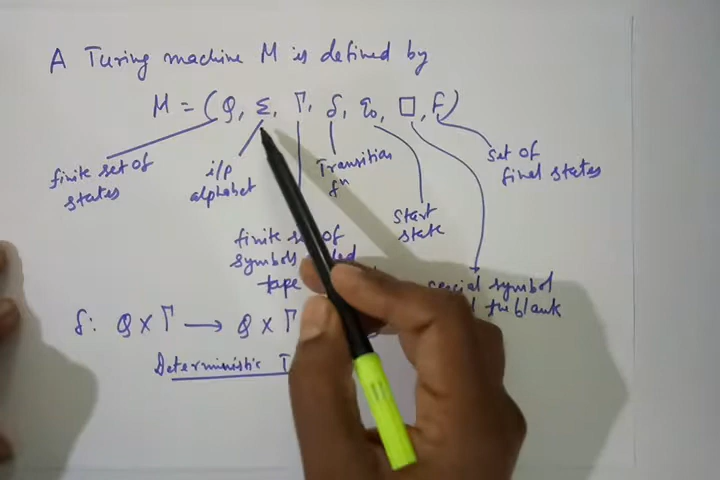 A Turing machine M is defined by
M = (Q, Σ, Γ, δ, q0, □, F)
finite set of states
i/p alphabet
Transition fn
Start state
Set of final states
finite set of
symbols
tape
symbol
the blank
δ: Q × Γ → Q × Γ
Deterministic T